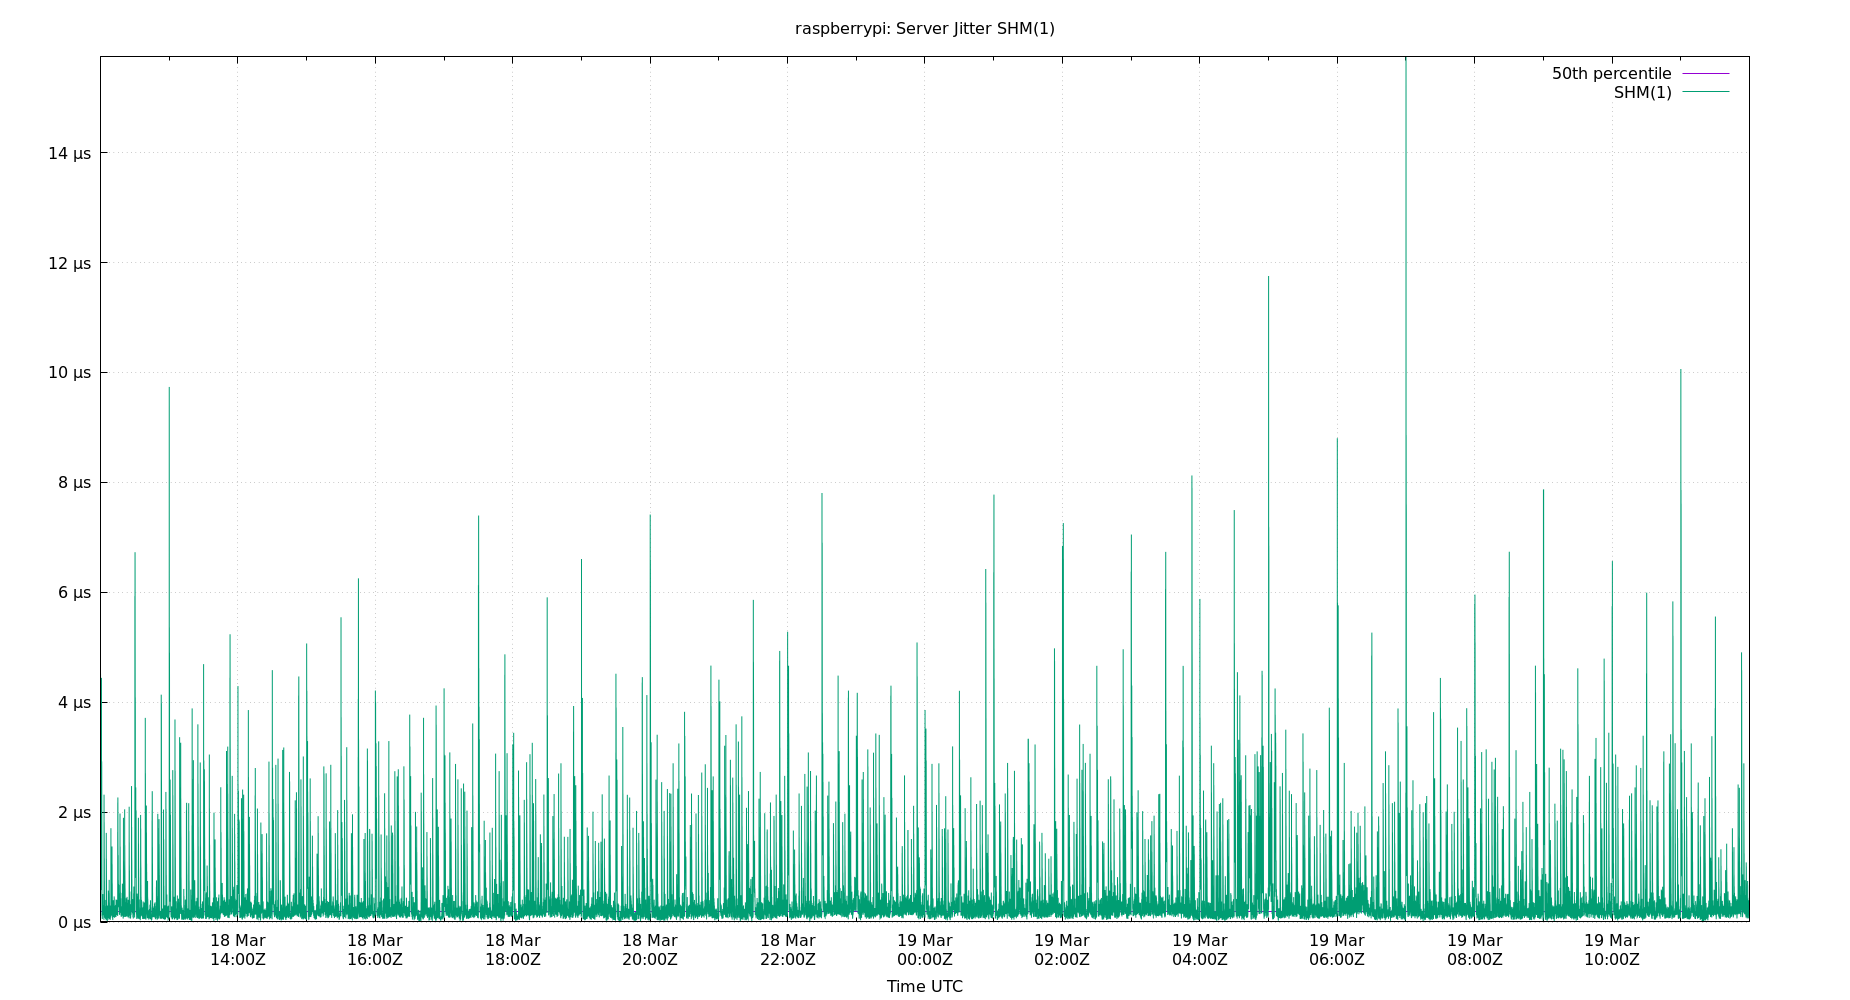 raspberrypi: Server Jitter SHM(1)
50th percentile
SHM(1)
14 µs
12 µs
10 µs
8 µs
6 µs
4 µs
2 µs
0 µs
18 Mar 18 Mar 18 Mar 18 Mar 18 Mar 19 Mar 19 Mar 19 Mar 19 Mar 19 Mar 19 Mar
14:00Z 16:00Z 18:00Z 20:00Z 22:00Z 00:00Z 02:00Z 04:00Z 06:00Z 08:00Z 10:00Z
Time UTC